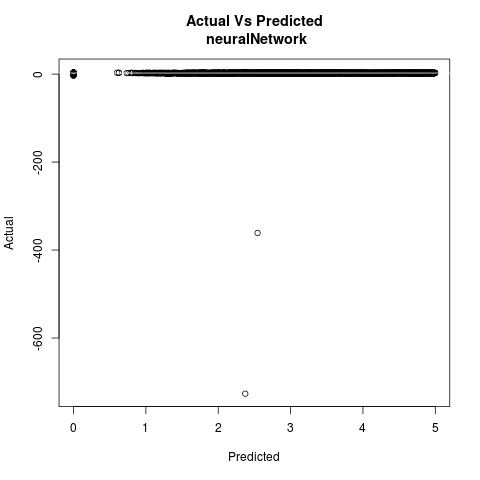 Actual Vs Predicted
neuralNetwork
0
-200
-400
-600
Actual
0 1 2 3 4 5
Predicted